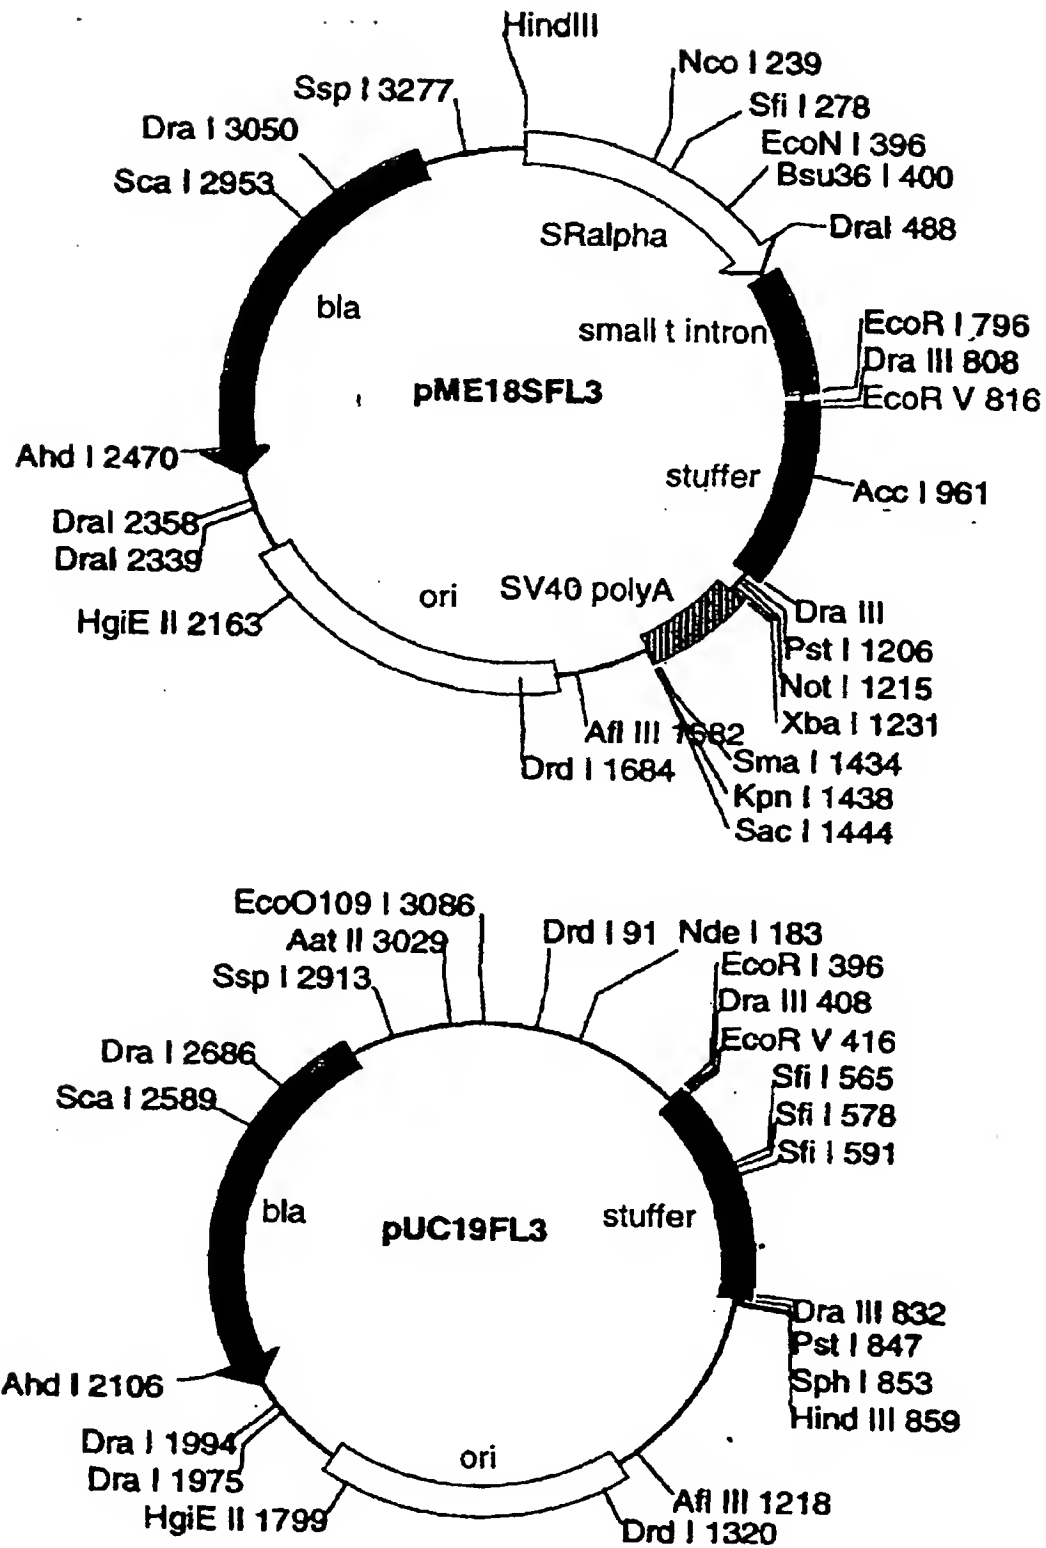 HindIII
Nco I 239
Ssp I 3277
Sfi I 278
Dra I 3050
EcoN I 396
Sca I 2953
Bsu36 I 400
SRalpha
DraI 488
bla
small t intron
EcoR I 796
Dra III 808
pME18SFL3
EcoR V 816
Ahd I 2470
stuffer
Acc I 961
DraI 2358
DraI 2339
ori
SV40 polyA
HgiE II 2163
Dra III
Pst I 1206
Not I 1215
Xba I 1231
Afl III 1682
Drd I 1684
Sma I 1434
Kpn I 1438
Sac I 1444
EcoO109 I 3086
Aat II 3029
Drd I 91
Nde I 183
Ssp I 2913
EcoR I 396
Dra III 408
EcoR V 416
Dra I 2686
Sca I 2589
Sfi I 565
Sfi I 578
Sfi I 591
bla
pUC19FL3
stuffer
Dra III 832
Pst I 847
Ahd I 2106
Sph I 853
Hind III 859
Dra I 1994
Dra I 1975
ori
HgiE II 1799
Afl III 1218
Drd I 1320